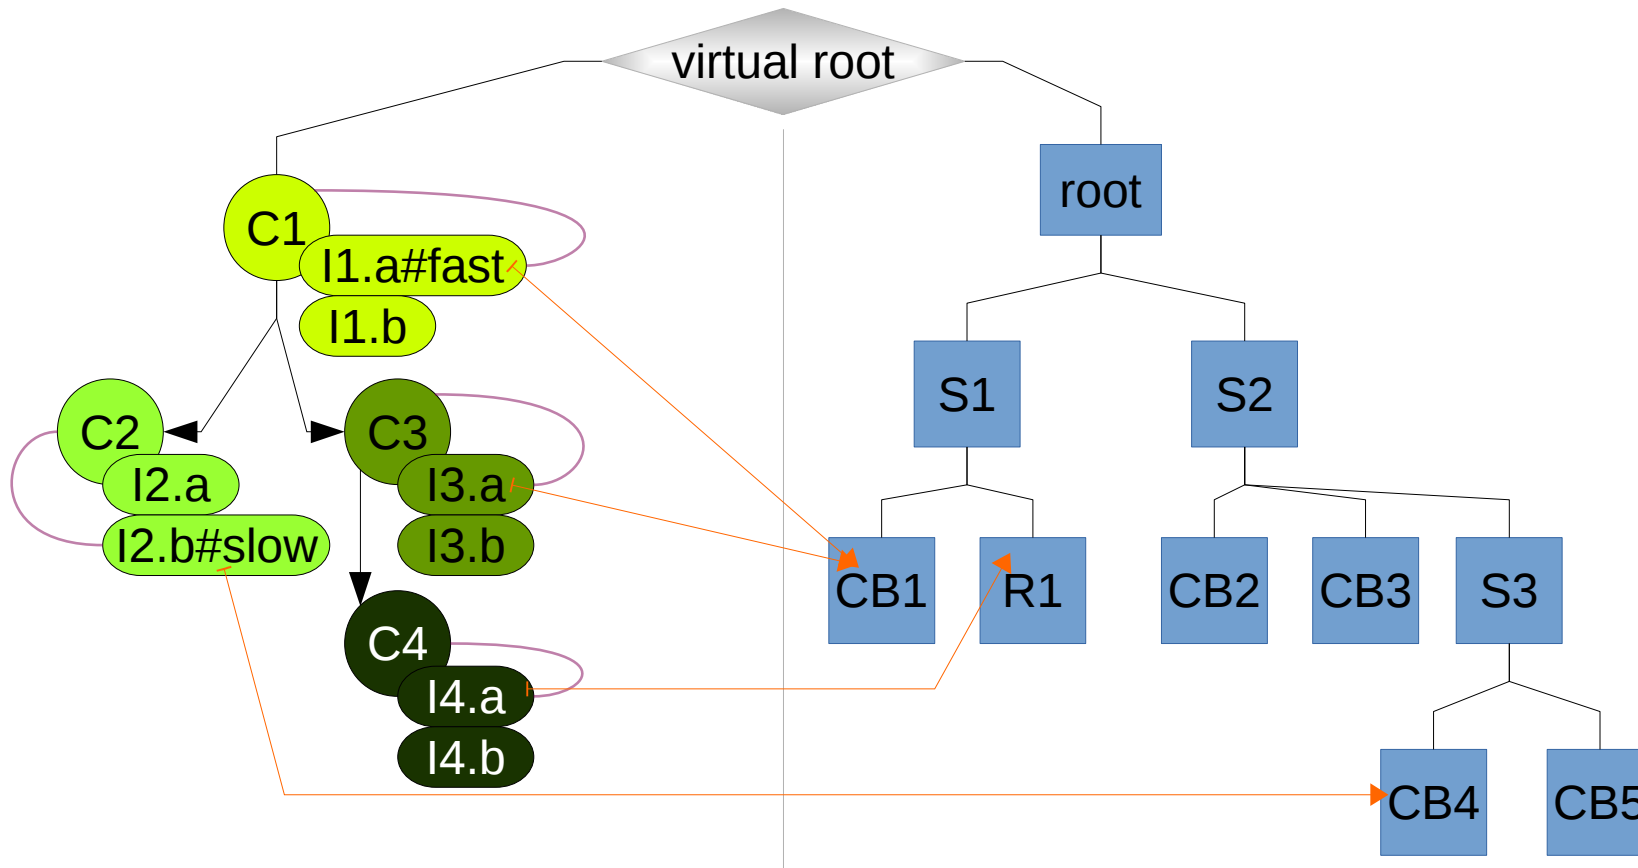 virtual root
root
C1
I1.a#fast
I1.b
S1
S2
C2
C3
I2.a
I3.a
I2.b#slow
I3.b
CB1
R1
CB2
CB3
S3
C4
I4.a
I4.b
CB4
CB5